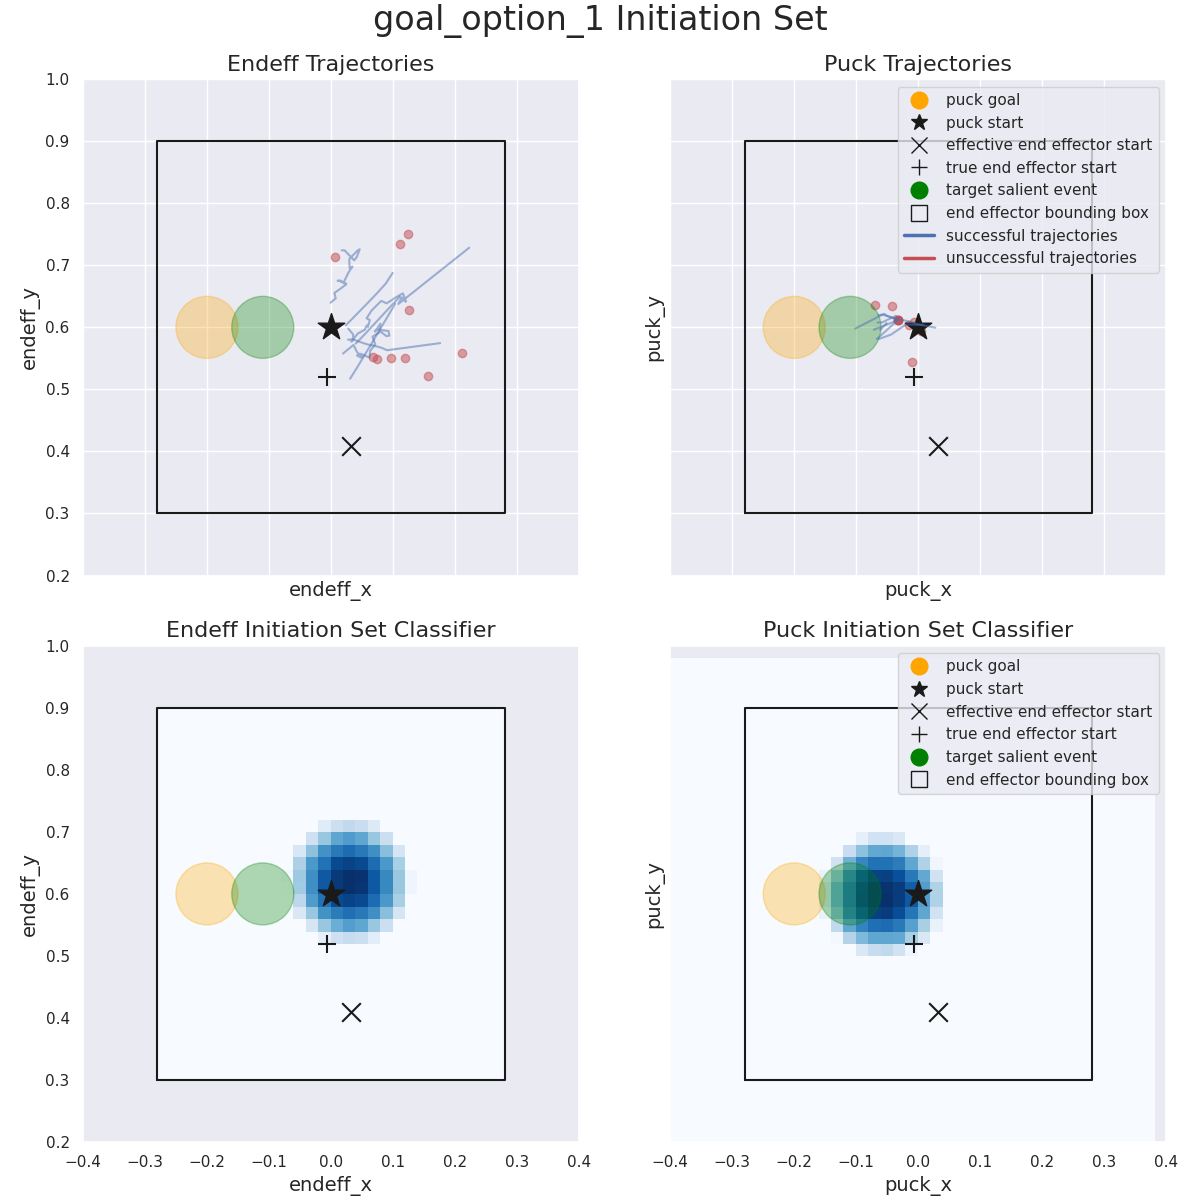 goal_option_1 Initiation Set
Endeff Trajectories
1.0
0.9
0.8
0.7
0.6
0.5
0.4
0.3
0.2
endeff_y
endeff_x
Puck Trajectories
puck goal
puck start
effective end effector start
true end effector start
target salient event
end effector bounding box
successful trajectories
unsuccessful trajectories
puck_y
puck_x
Endeff Initiation Set Classifier
1.0
0.9
0.8
0.7
0.6
0.5
0.4
0.3
0.2
endeff_y
-0.4 −0.3 −0.2 −0.1 0.0 0.1 0.2 0.3 0.4
endeff_x
Puck Initiation Set Classifier
puck goal
puck start
effective end effector start
true end effector start
target salient event
end effector bounding box
puck_y
−0.4 −0.3 −0.2 −0.1 0.0 0.1 0.2 0.3 0.4
puck_x